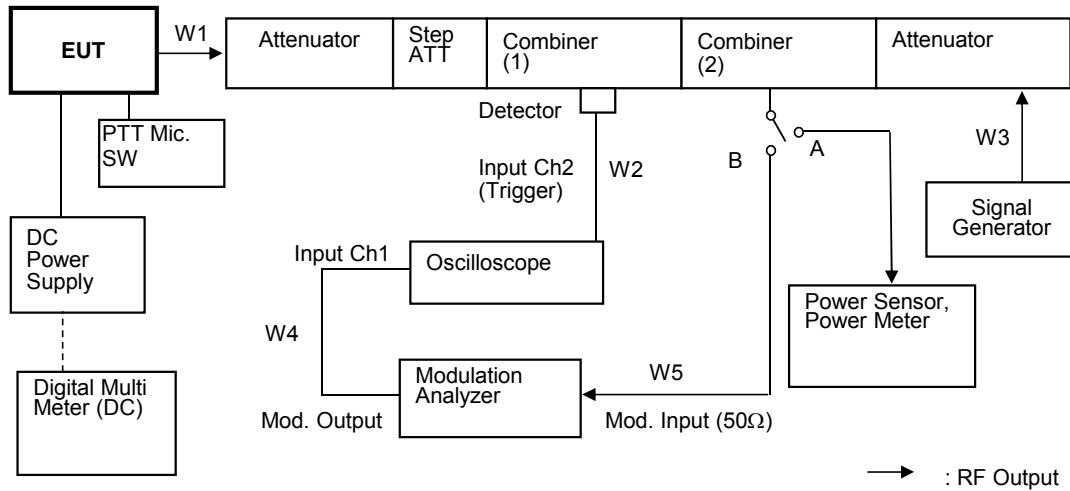 EUT
W1
Attenuator
Step
ATT
Combiner
(1)
Combiner
(2)
Attenuator
Detector
PTT Mic.
SW
B
A
W3
Input Ch2
(Trigger)
W2
Signal
Generator
DC
Power
Supply
Input Ch1
Oscilloscope
Power Sensor,
Power Meter
W4
Digital Multi
Meter (DC)
Modulation
Analyzer
W5
Mod. Output
Mod. Input (50Ω)
: RF Output